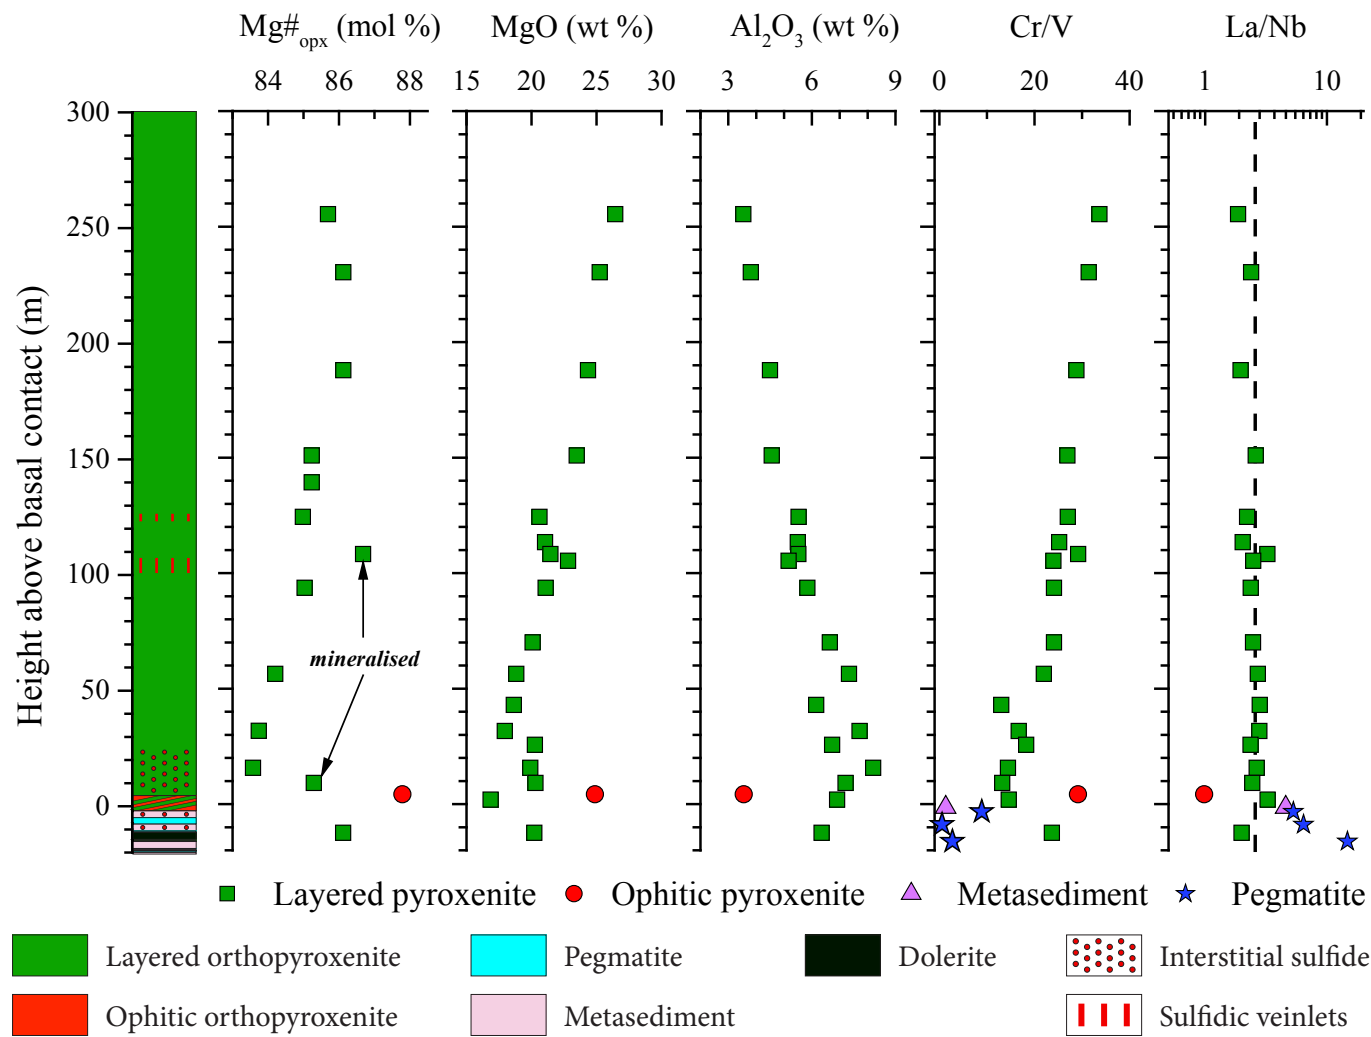 Mg#opx (mol %) MgO (wt %) Al2O3 (wt %) Cr/V La/Nb
84 86 88 15 20 25 30 3 6 9 0 20 40 1 10
300
250
200
150
100
50
0
Height above basal contact (m)
mineralised
Layered pyroxenite Ophitic pyroxenite Metasediment Pegmatite
Layered orthopyroxenite Pegmatite Dolerite Interstitial sulfide
Ophitic orthopyroxenite Metasediment Sulfidic veinlets